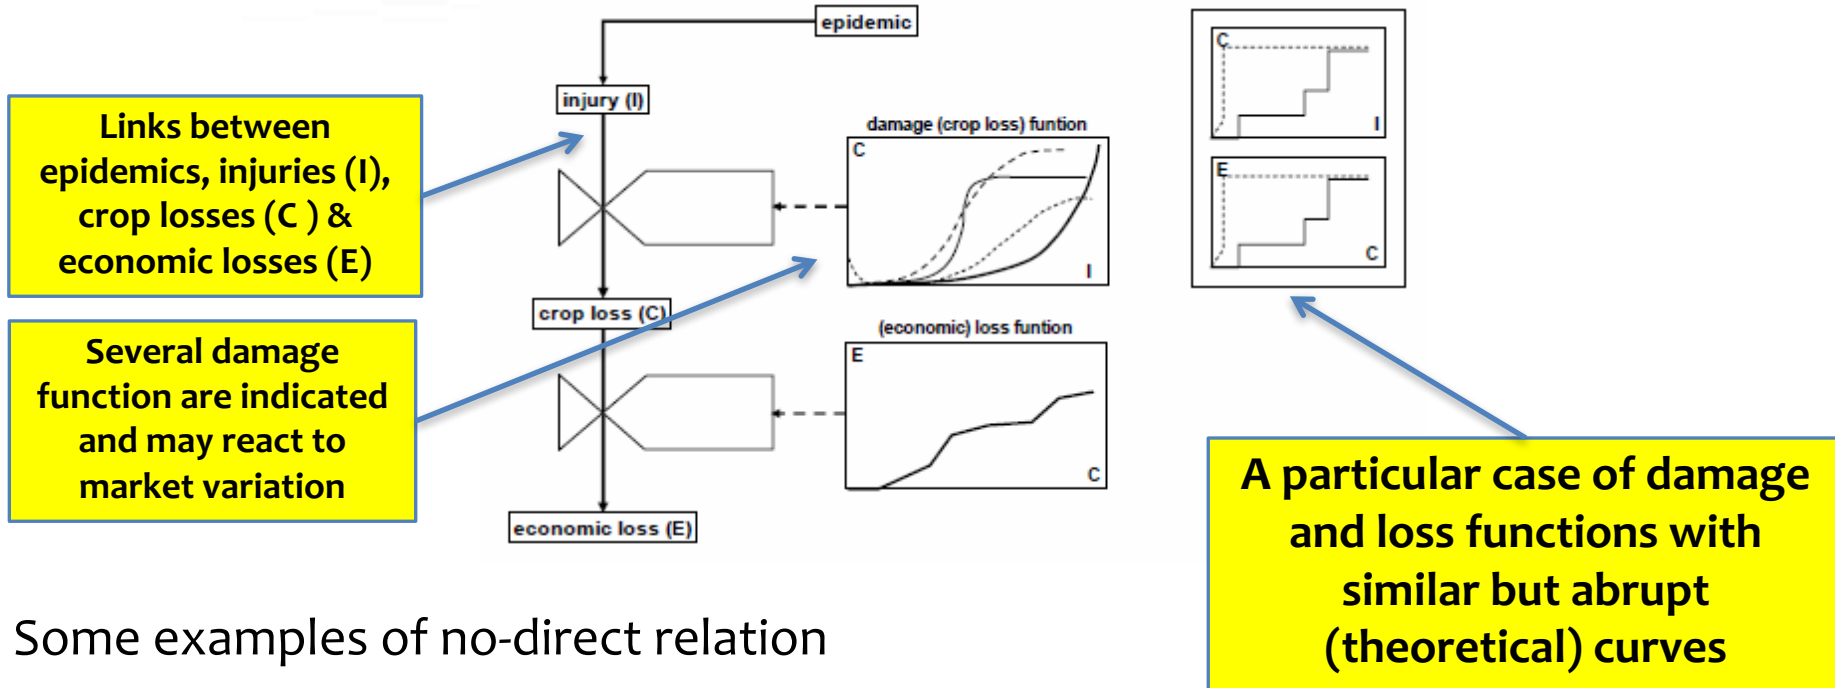 epidemic
injury (I)
Links between
epidemics, injuries (I),
crop losses (C ) &
economic losses (E)
damage (crop loss) funtion
C
I
C
I
E
C
crop loss (C)
Several damage
function are indicated
and may react to
market variation
(economic) loss funtion
E
C
economic loss (E)
A particular case of damage
and loss functions with
similar but abrupt
(theoretical) curves
Some examples of no-direct relation